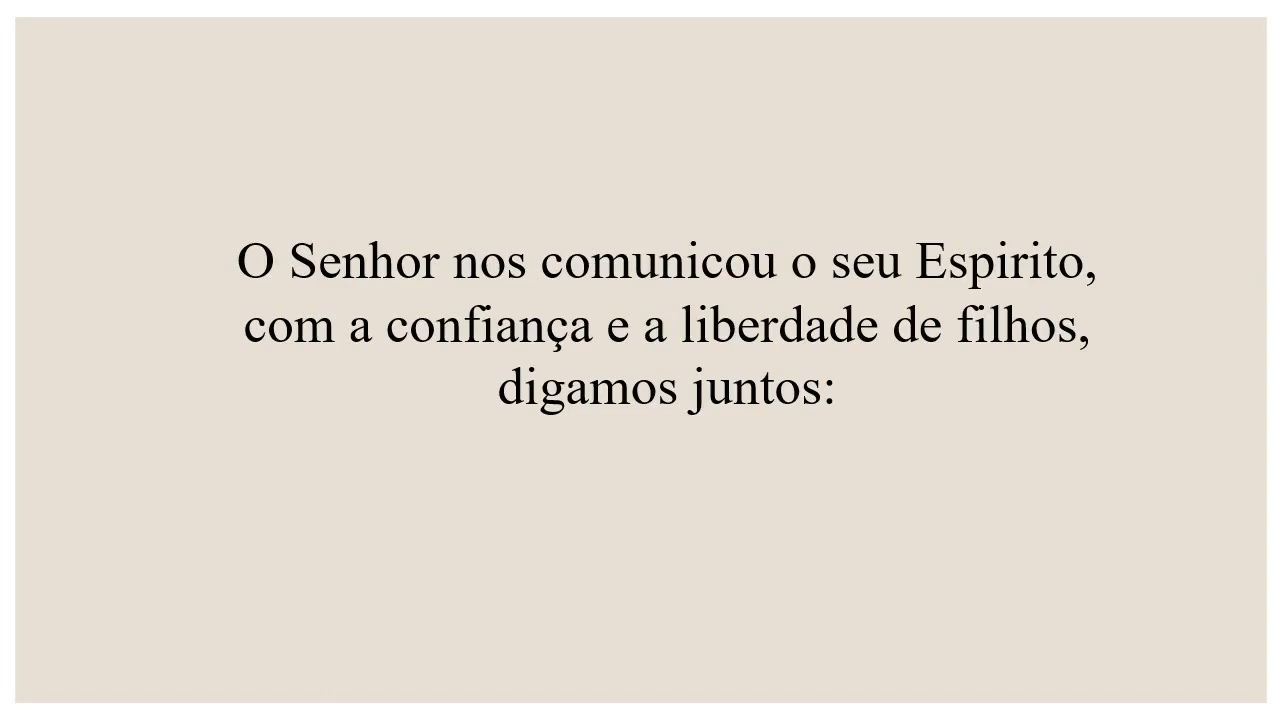 O Senhor nos comunicou o seu Espirito,
com a confiança e a liberdade de filhos,
digamos juntos: